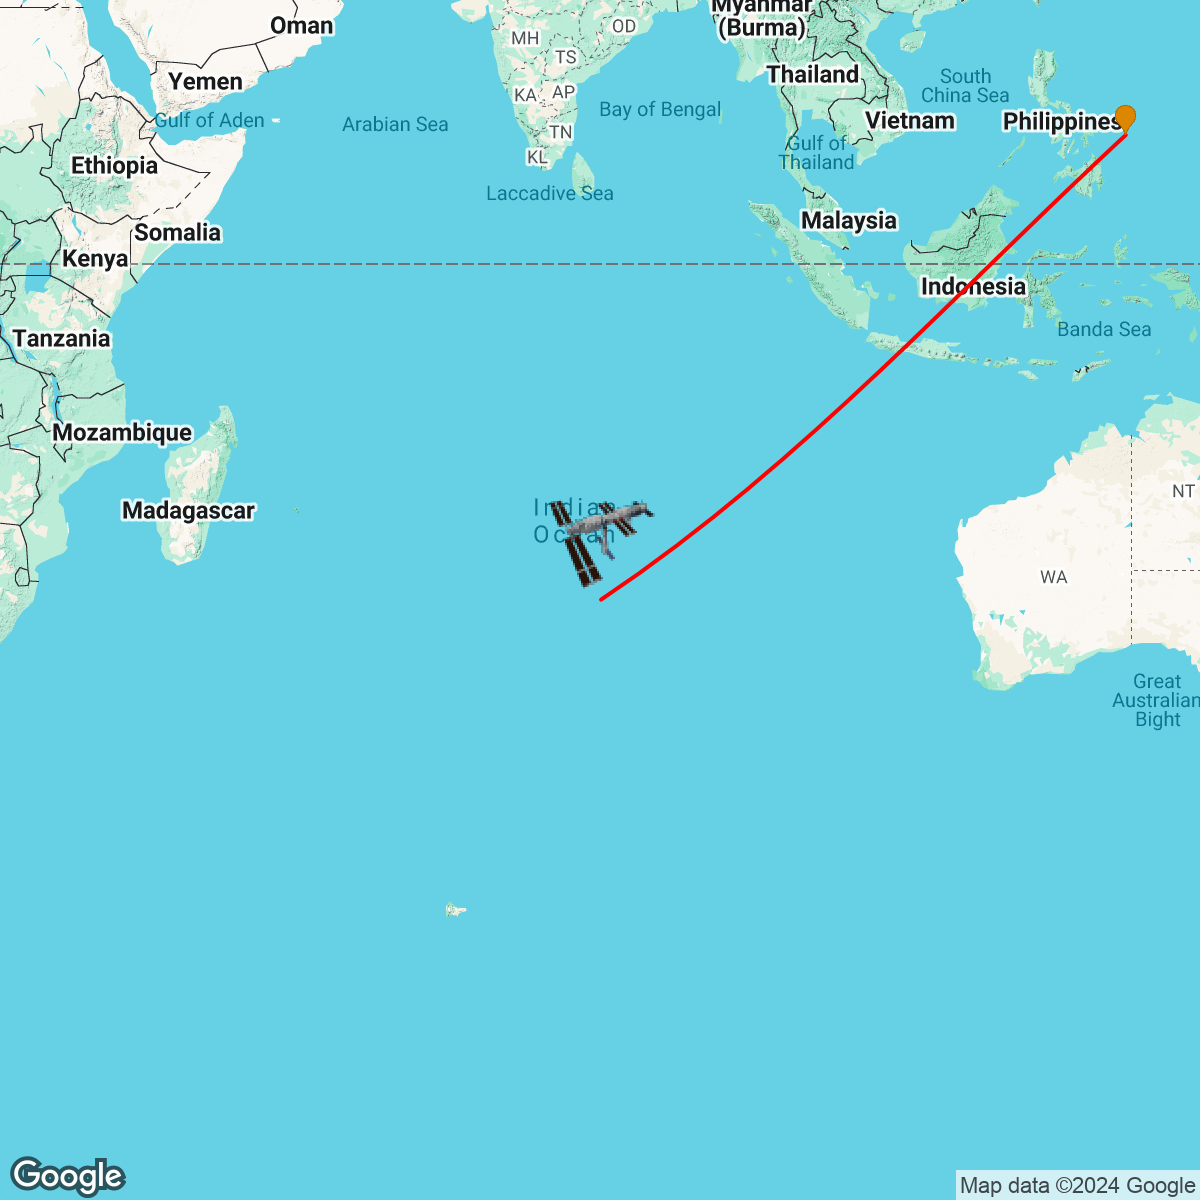 Myanmar
(Burma)
Oman
OD
MH
TS
Yemen
Thailand
South
China Sea
KA
AP
Bay of Bengal
Gulf of Aden
Arabian Sea
Vietnam
Philippines
TN
Gulf of
Thailand
KL
Ethiopia
Laccadive Sea
Malaysia
Somalia
Kenya
Indonesia
Tanzania
Banda Sea
Mozambique
NT
Madagascar
Indian
Ocean
WA
Great
Australian
Bight
Google
Map data ©2024 Google